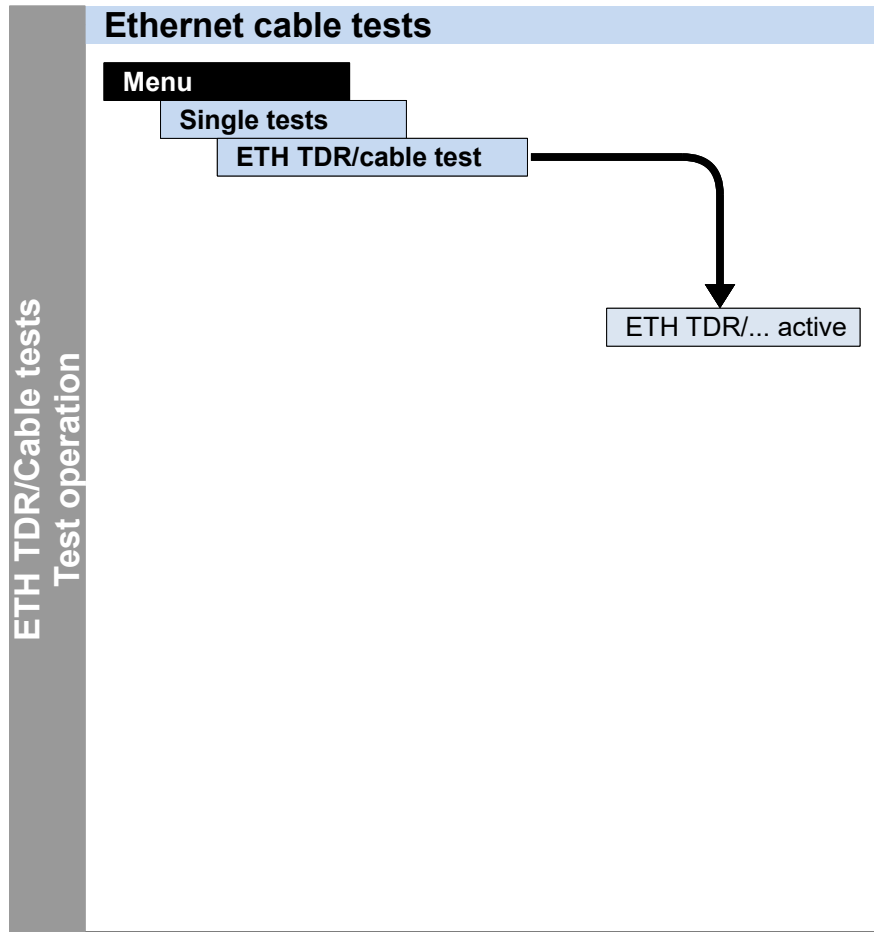 Ethernet cable tests
Menu
Single tests
ETH TDR/cable test
ETH TDR/... active
ETH TDR/Cable tests
Test operation